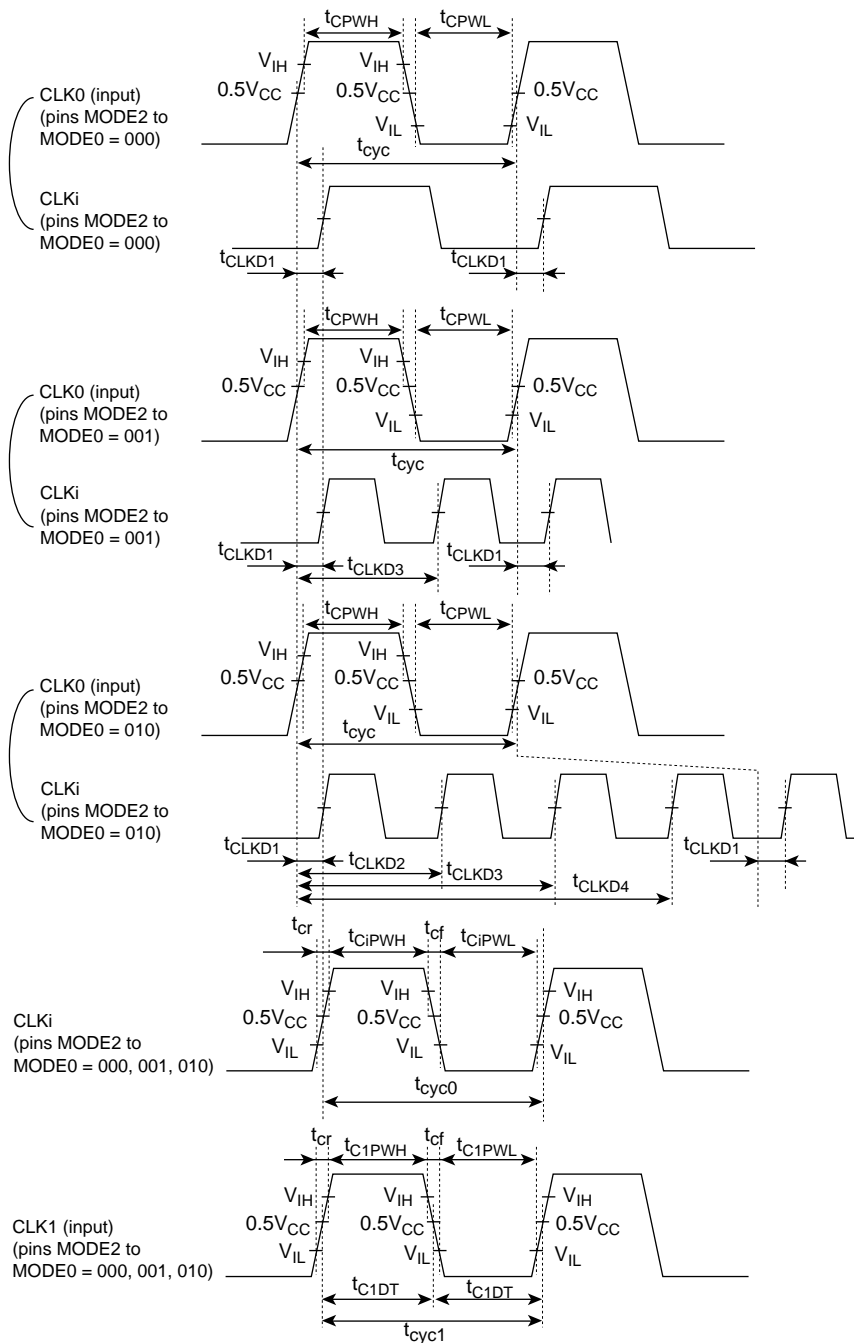 tCPWH tCPWL
VIH VIH
0.5VCC 0.5VCC 0.5VCC
VIL VIL
CLK0 (input)
(pins MODE2 to
MODE0 = 000)
tcyc
CLKi
(pins MODE2 to
MODE0 = 000)
tCLKD1 tCLKD1
tCPWH tCPWL
VIH VIH
0.5VCC 0.5VCC 0.5VCC
VIL VIL
CLK0 (input)
(pins MODE2 to
MODE0 = 001)
tcyc
CLKi
(pins MODE2 to
MODE0 = 001)
tCLKD1 tCLKD3 tCLKD1
tCPWH tCPWL
VIH VIH
0.5VCC 0.5VCC 0.5VCC
VIL VIL
CLK0 (input)
(pins MODE2 to
MODE0 = 010)
tcyc
CLKi
(pins MODE2 to
MODE0 = 010)
tCLKD1 tCLKD2 tCLKD1
tCLKD3
tCLKD4
tcr tCiPWH tcf tCiPWL
VIH VIH VIH
0.5VCC 0.5VCC 0.5VCC
VIL VIL VIL
CLKi
(pins MODE2 to
MODE0 = 000, 001, 010)
tcyc0
tcr tC1PWH tcf tC1PWL
VIH VIH VIH
0.5VCC 0.5VCC 0.5VCC
VIL VIL VIL
CLK1 (input)
(pins MODE2 to
MODE0 = 000, 001, 010)
tC1DT tC1DT
tcyc1